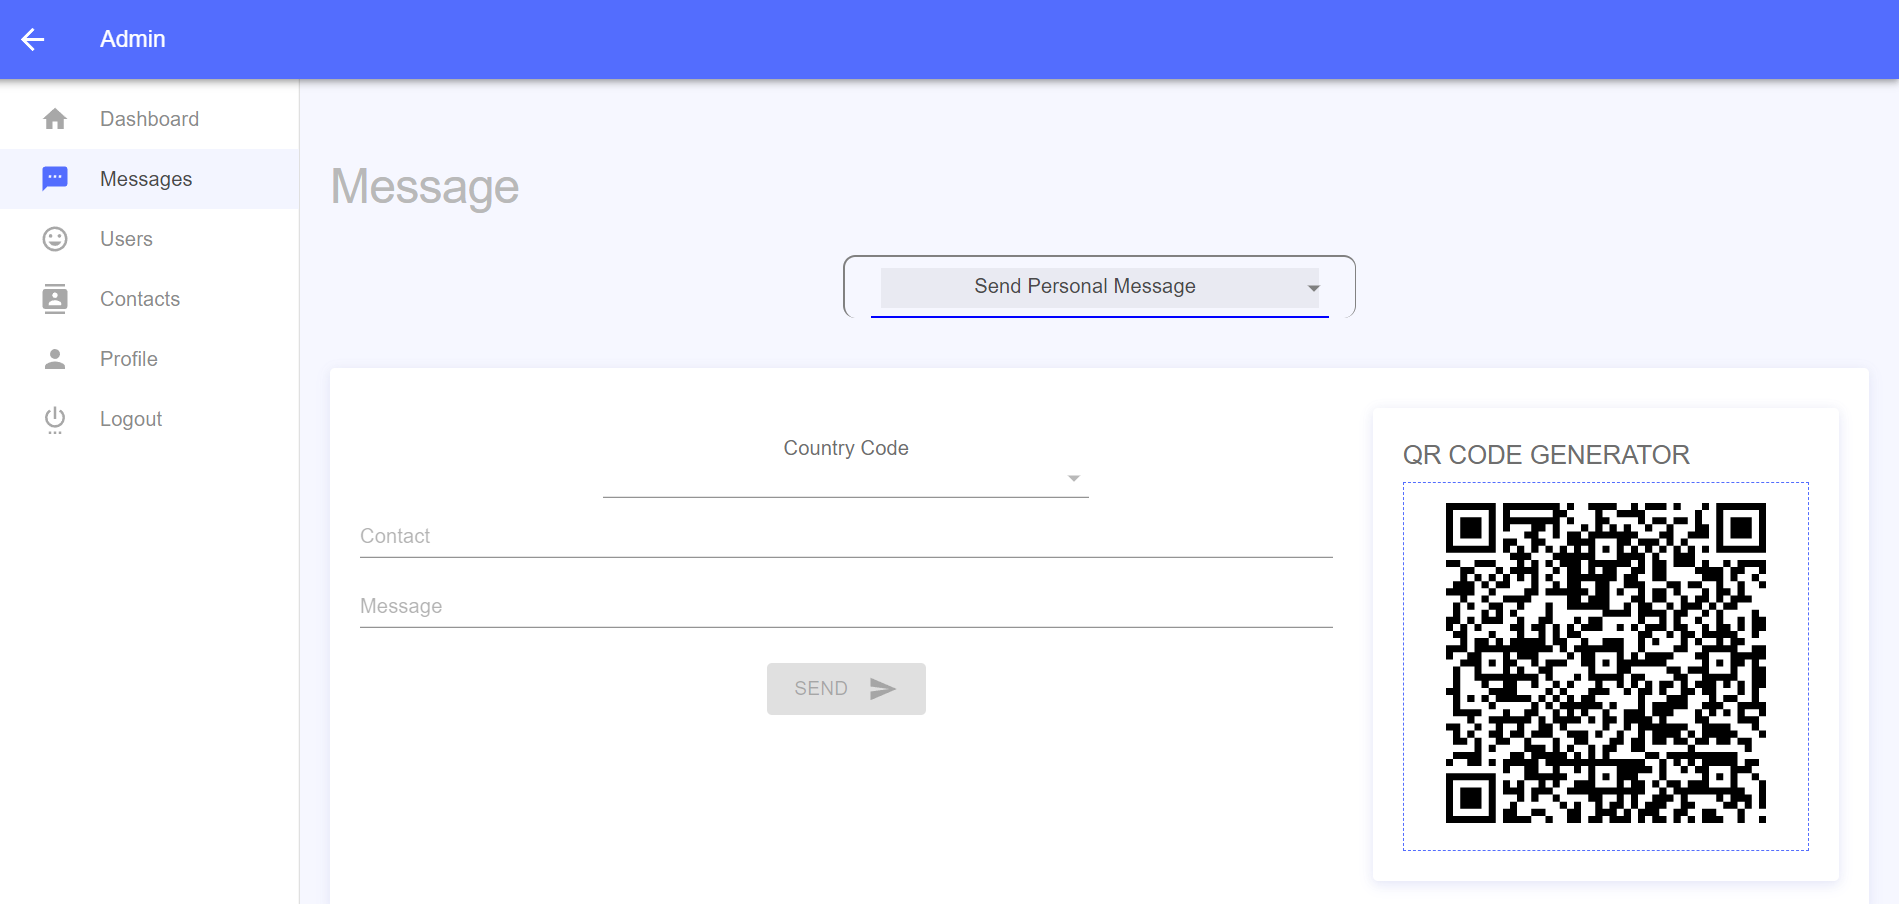 Admin
Dashboard
Messages
Users
Contacts
Profile
Logout
Message
Send Personal Message
Country Code
Contact
Message
SEND
QR CODE GENERATOR